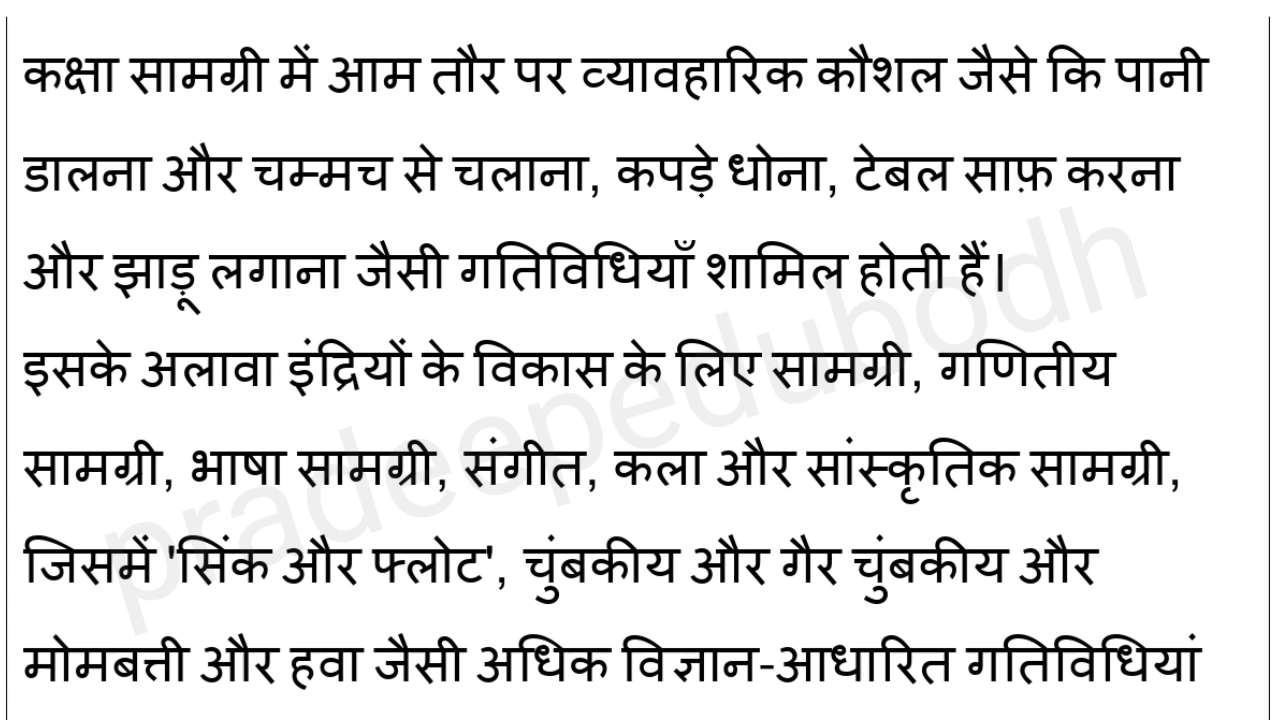 कक्षा सामग्री में आम तौर पर व्यावहारिक कौशल जैसे कि पानी
डालना और चम्मच से चलाना, कपड़े धोना, टेबल साफ़ करना
और झाड़ू लगाना जैसी गतिविधियाँ शामिल होती हैं।
इसके अलावा इंद्रियों के विकास के लिए सामग्री, गणितीय
सामग्री, भाषा सामग्री, संगीत, कला और सांस्कृतिक सामग्री,
जिसमें 'सिंक और फ्लोट', चुंबकीय और गैर चुंबकीय और
मोमबत्ती और हवा जैसी अधिक विज्ञान-आधारित गतिविधियां
pradeepedubodh